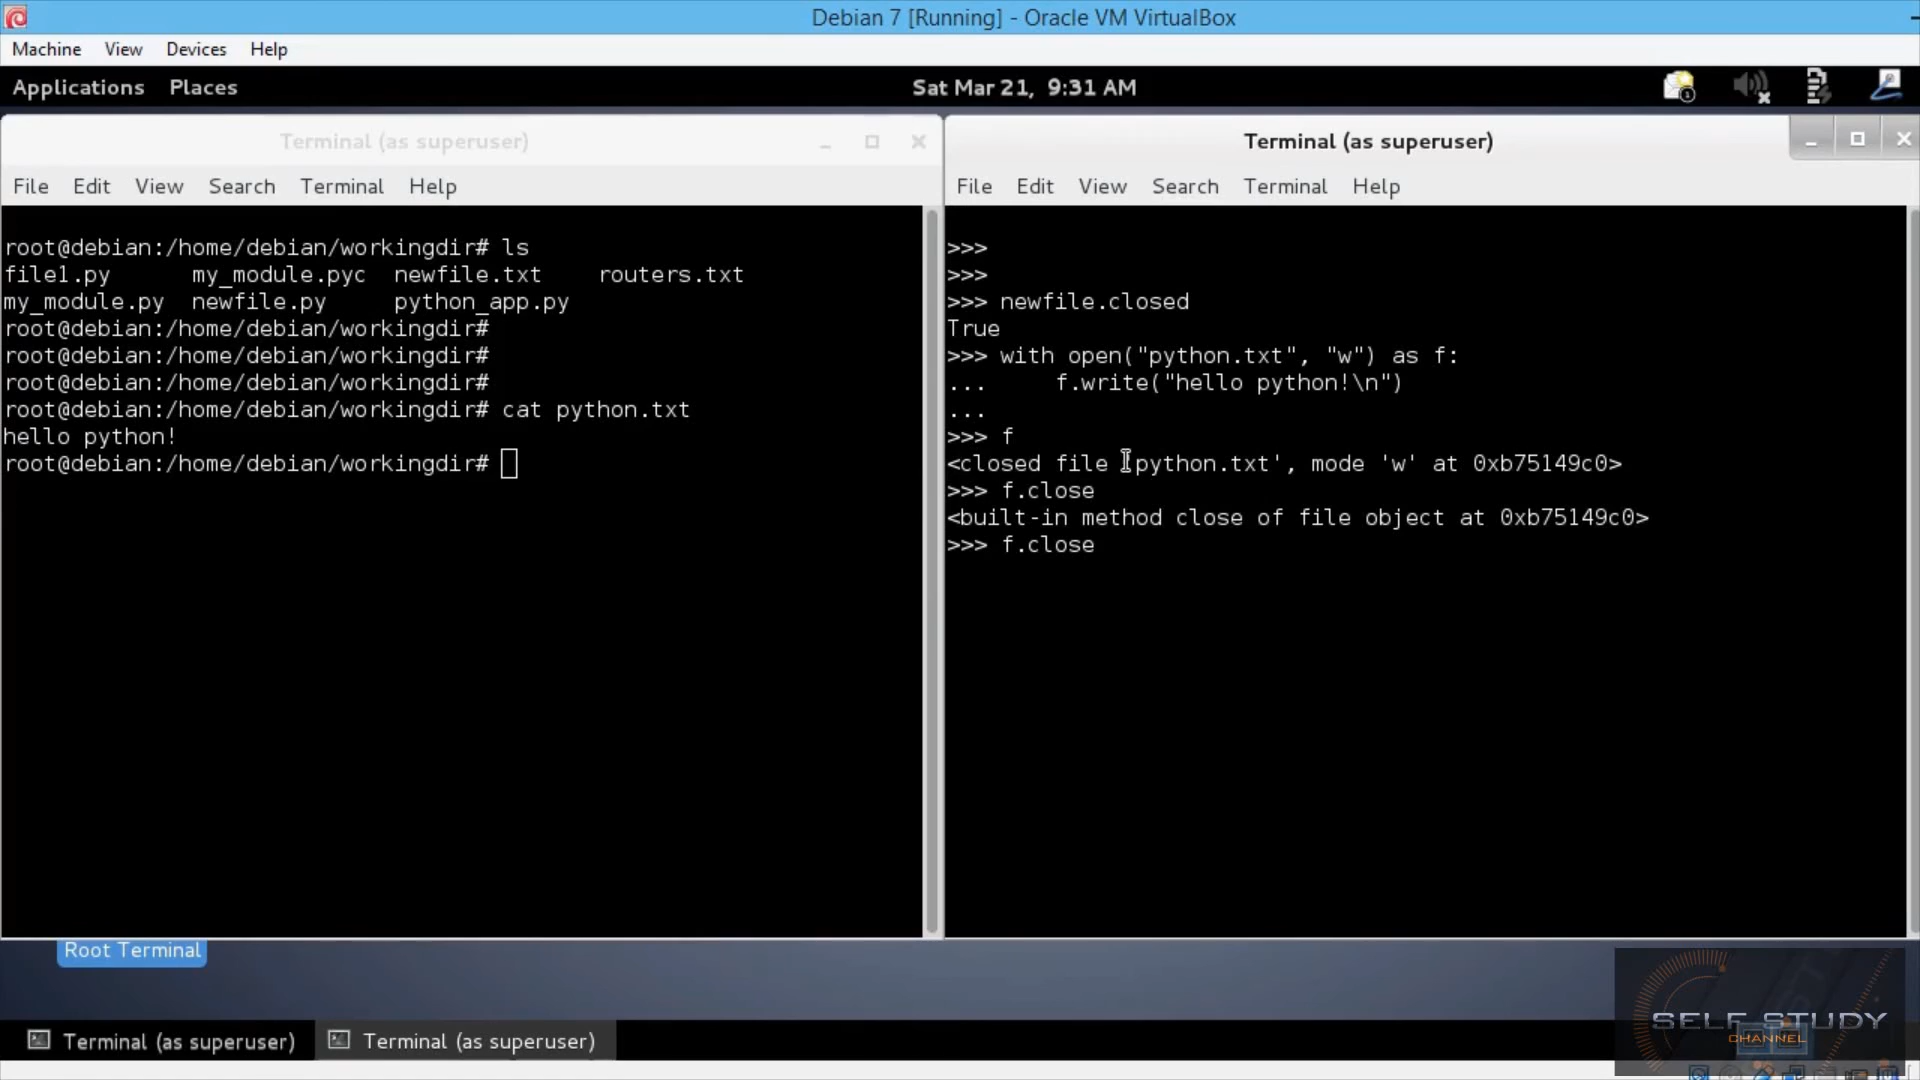 Debian 7 [Running] - Oracle VM VirtualBox
Machine View Devices Help
Applications Places
Sat Mar 21, 9:31 AM
Terminal (as superuser)
File Edit View Search Terminal Help
root@debian:/home/debian/workingdir# ls
file1.py my_module.pyc newfile.txt routers.txt
my_module.py newfile.py python_app.py
root@debian:/home/debian/workingdir#
root@debian:/home/debian/workingdir#
root@debian:/home/debian/workingdir#
root@debian:/home/debian/workingdir# cat python.txt
hello python!
root@debian:/home/debian/workingdir#
Terminal (as superuser)
File Edit View Search Terminal Help
>>>
>>>
>>> newfile.closed
True
>>> with open("python.txt", "w") as f:
...     f.write("hello python!\n")
...
>>> f
<closed file 'python.txt', mode 'w' at 0xb75149c0>
>>> f.close
<built-in method close of file object at 0xb75149c0>
>>> f.close
Root Terminal
Terminal (as superuser)
Terminal (as superuser)
SELF STUDY
CHANNEL